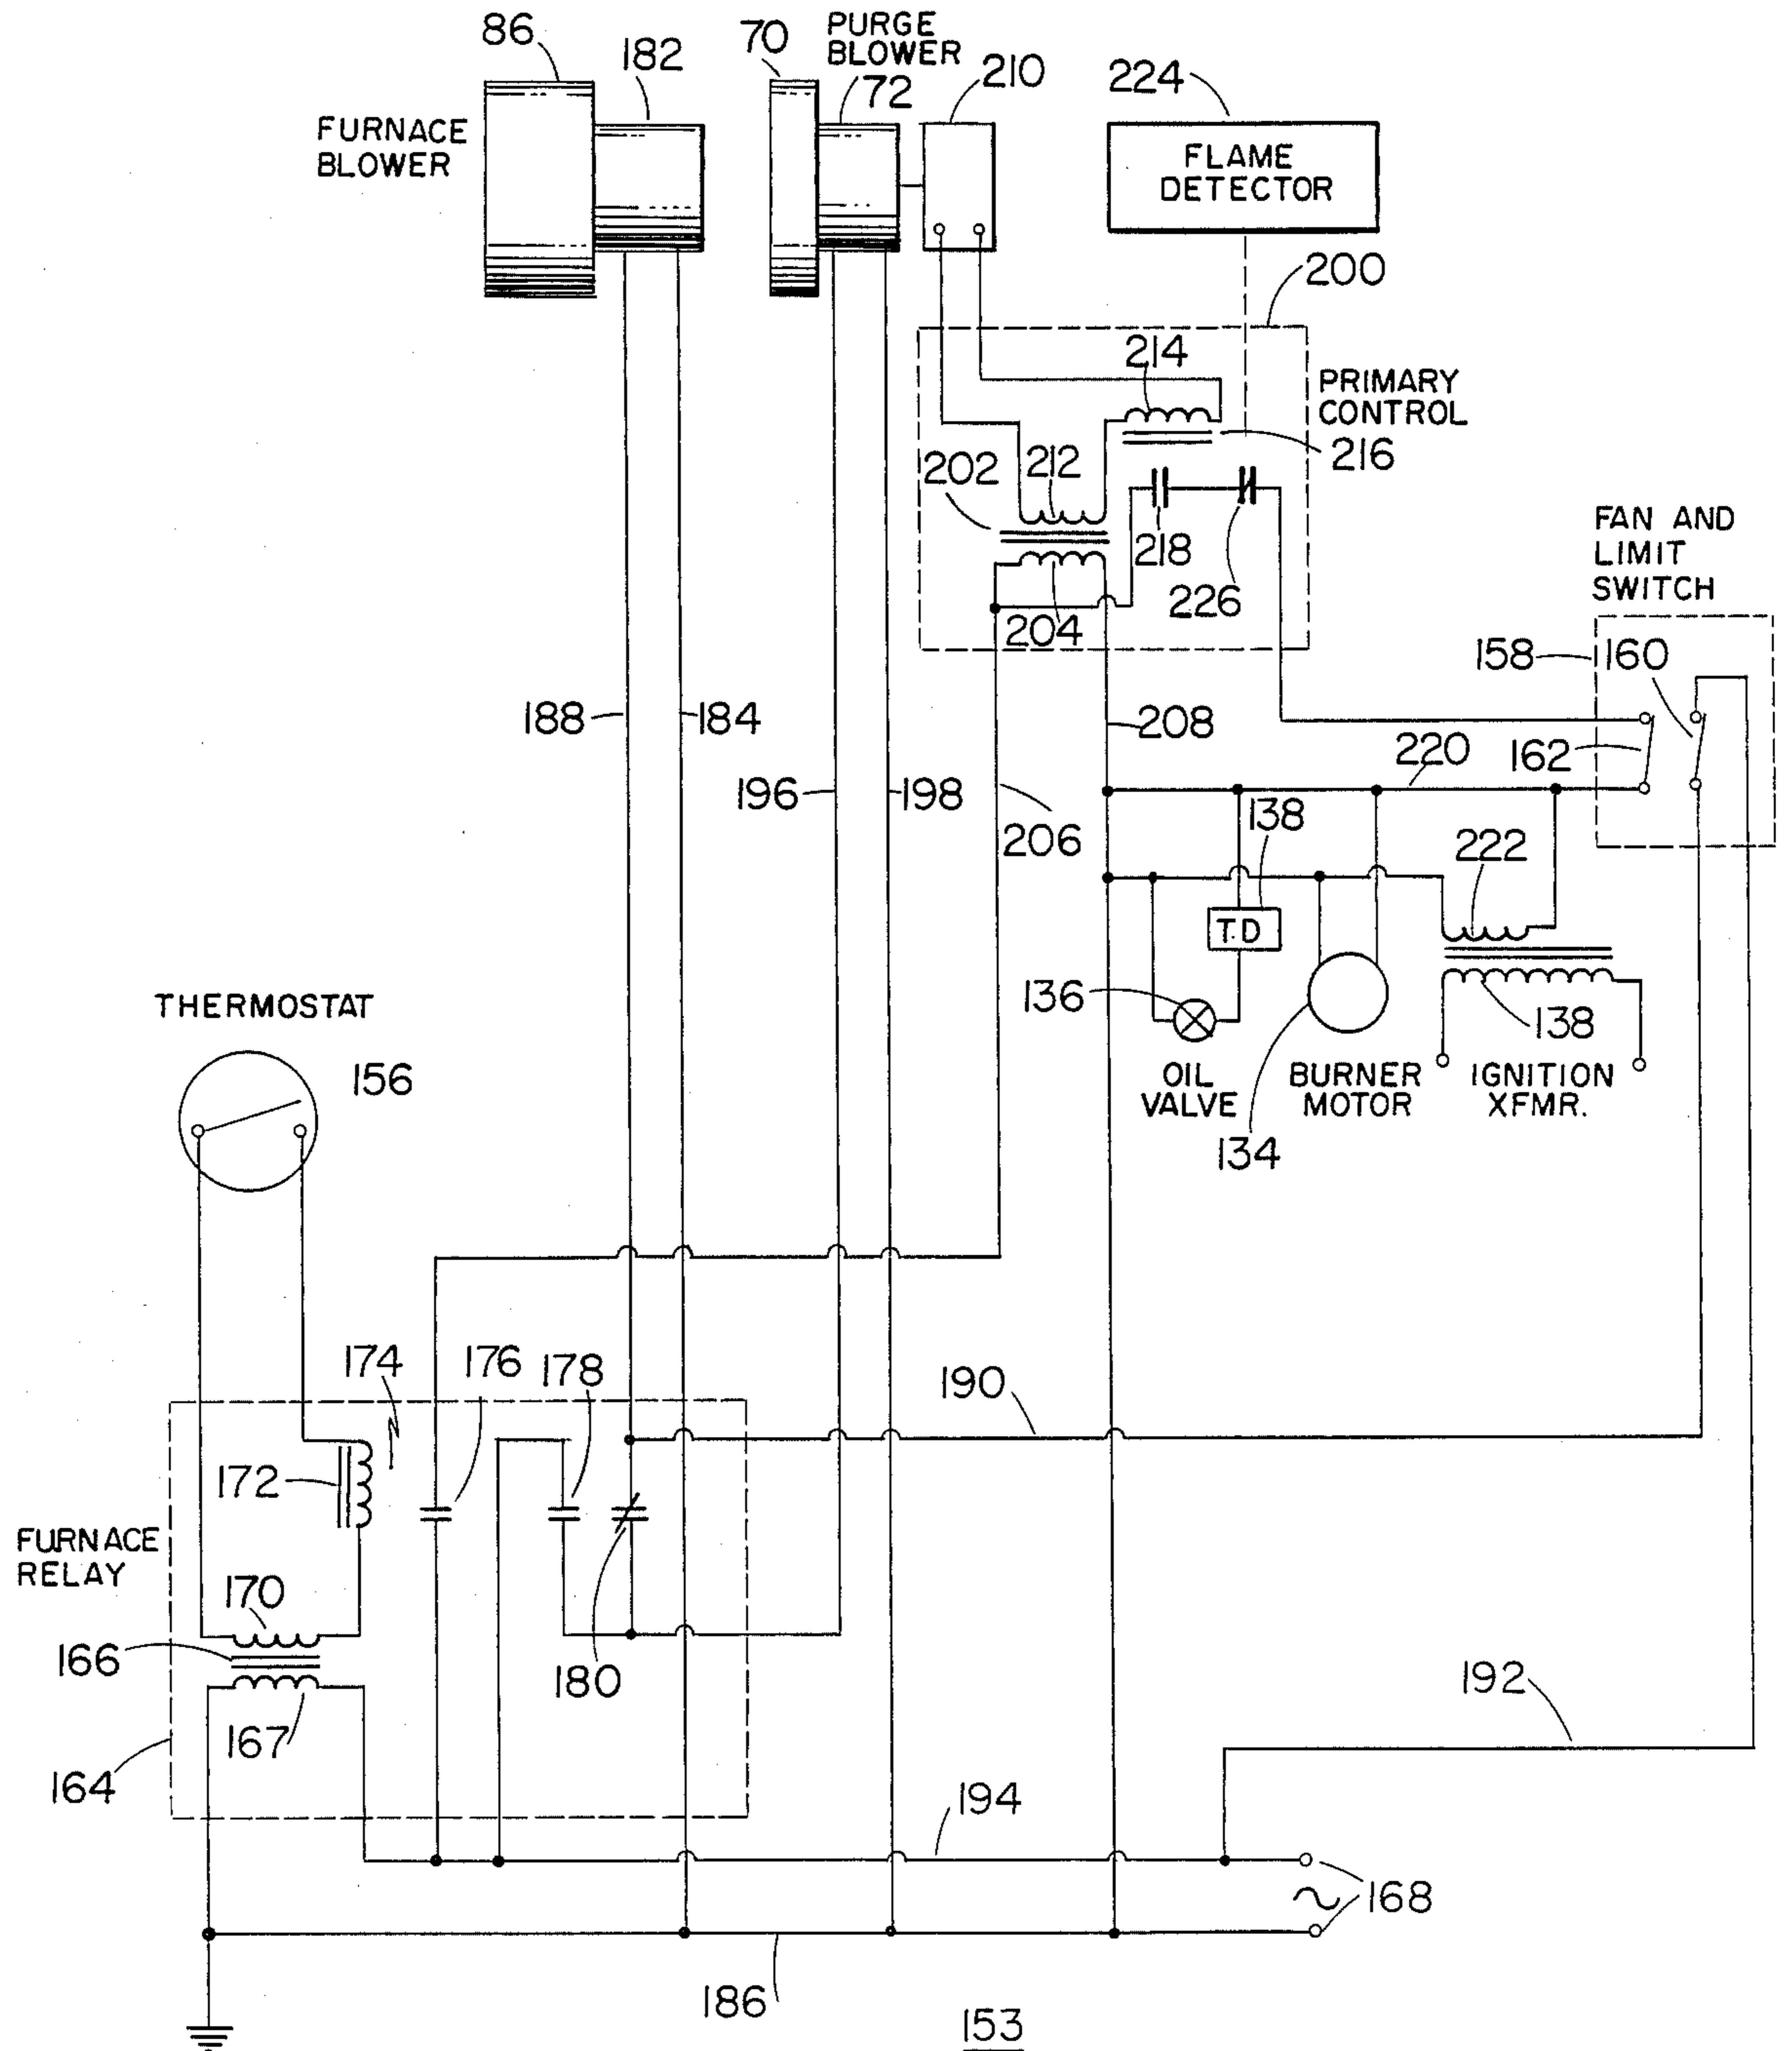 86
182
70
PURGE
BLOWER
72
210
224
FURNACE
BLOWER
FLAME
DETECTOR
200
214
PRIMARY
CONTROL
216
202
212
218
226
204
FAN AND
LIMIT
SWITCH
158
160
162
188
184
208
220
196
198
206
138
222
T.D
136
138
OIL
VALVE
BURNER
MOTOR
IGNITION
XFMR.
134
THERMOSTAT
156
174
176
178
190
172
FURNACE
RELAY
170
166
180
167
164
192
194
168
186
153